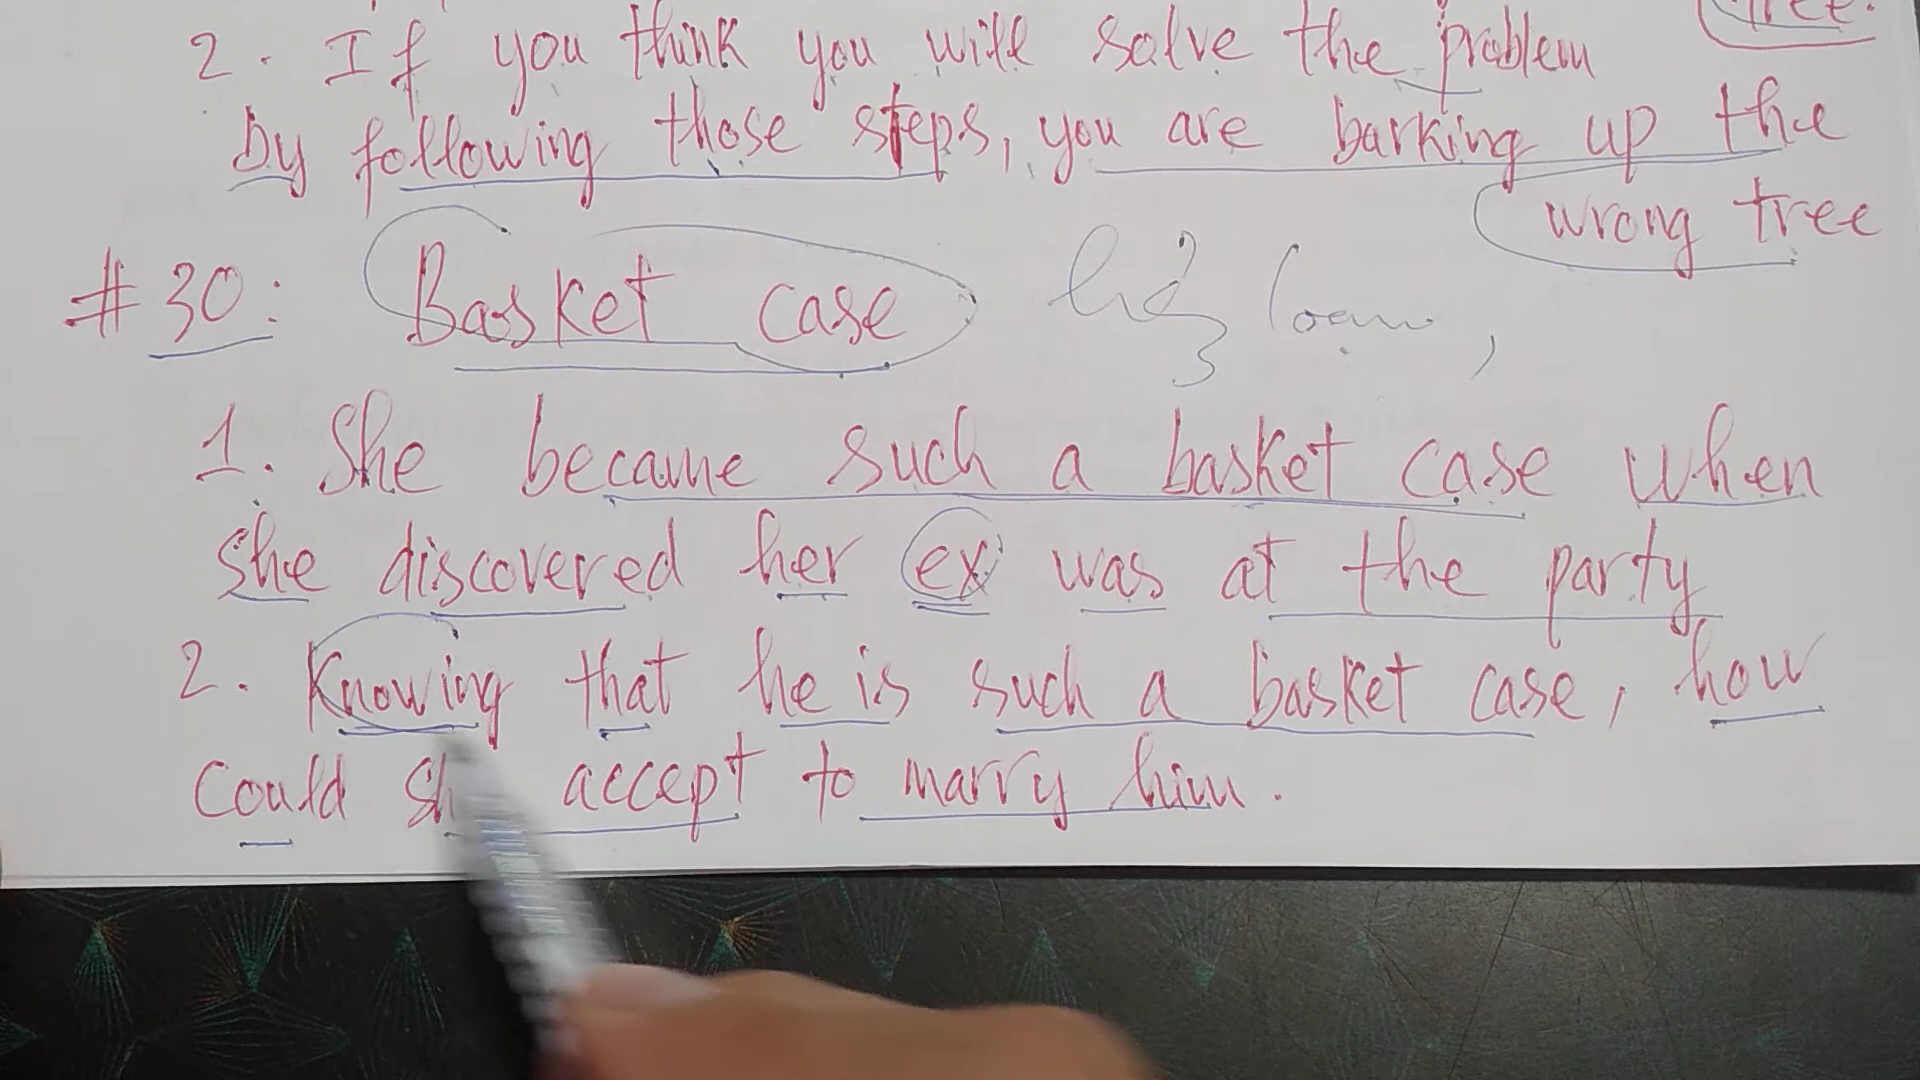 tree.
2. If you think you will solve the problem
by following those steps, you are barking up the
wrong tree
#30: Basket case
1. She became such a basket case when
she discovered her ex was at the party
2. Knowing that he is such a basket case, how
could accept to marry him.